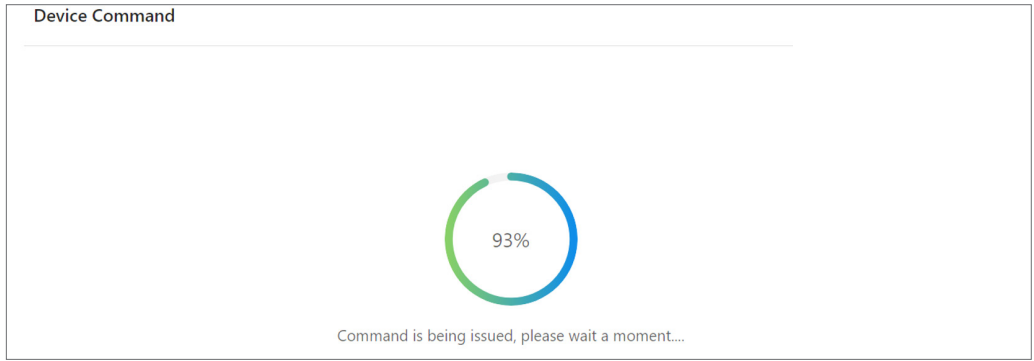 Device Command
93%
Command is being issued, please wait a moment....